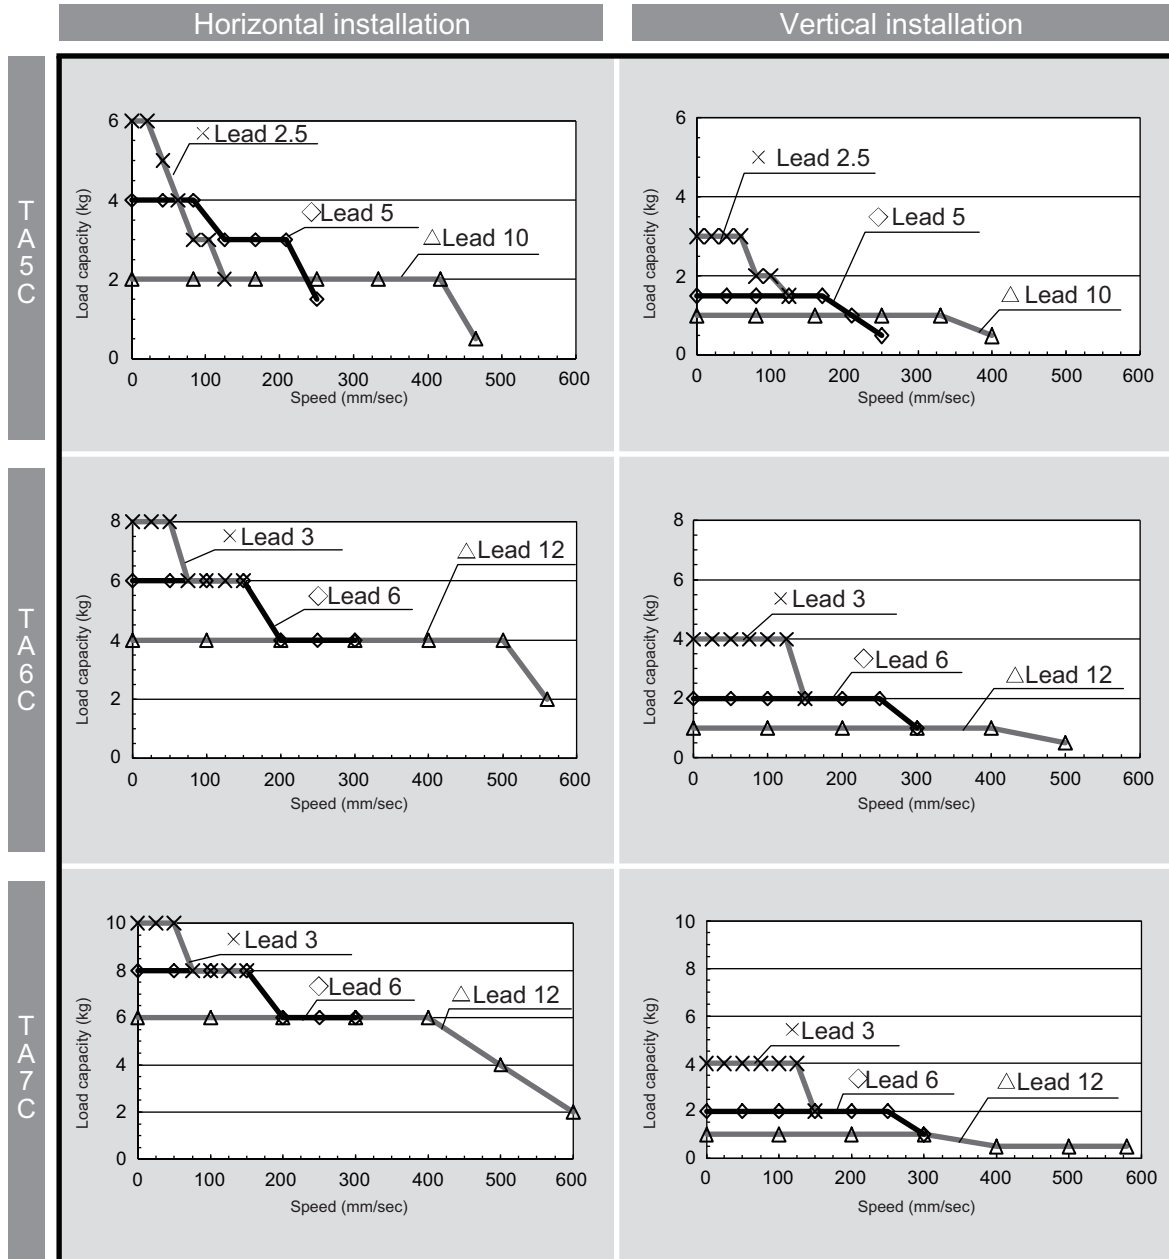 Horizontal installation
Vertical installation
TA5C
Load capacity (kg)
6
4
2
0
× Lead 2.5
◇Lead 5
△Lead 10
0 100 200 300 400 500 600
Speed (mm/sec)
Load capacity (kg)
6
4
2
0
× Lead 2.5
◇Lead 5
△Lead 10
0 100 200 300 400 500 600
Speed (mm/sec)
TA6C
Load capacity (kg)
8
6
4
2
0
×Lead 3
△Lead 12
◇Lead 6
0 100 200 300 400 500 600
Speed (mm/sec)
Load capacity (kg)
8
6
4
2
0
×Lead 3
◇Lead 6
△Lead 12
0 100 200 300 400 500 600
Speed (mm/sec)
TA7C
Load capacity (kg)
10
8
6
4
2
0
×Lead 3
◇Lead 6
△Lead 12
0 100 200 300 400 500 600
Speed (mm/sec)
Load capacity (kg)
10
8
6
4
2
0
×Lead 3
◇Lead 6
△Lead 12
0 100 200 300 400 500 600
Speed (mm/sec)